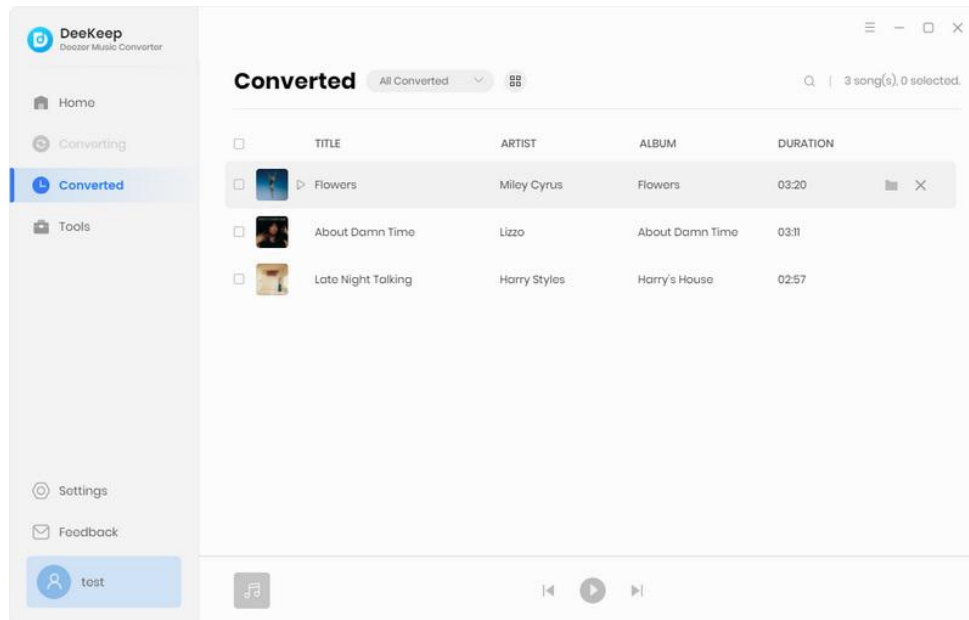 DeeKeep
Deezer Music Converter
Home
Converting
Converted
Tools
Settings
Feedback
test
Converted All Converted 3 song(s), 0 selected.
TITLE ARTIST ALBUM DURATION
Flowers Miley Cyrus Flowers 03:20
About Damn Time Lizzo About Damn Time 03:11
Late Night Talking Harry Styles Harry's House 02:57